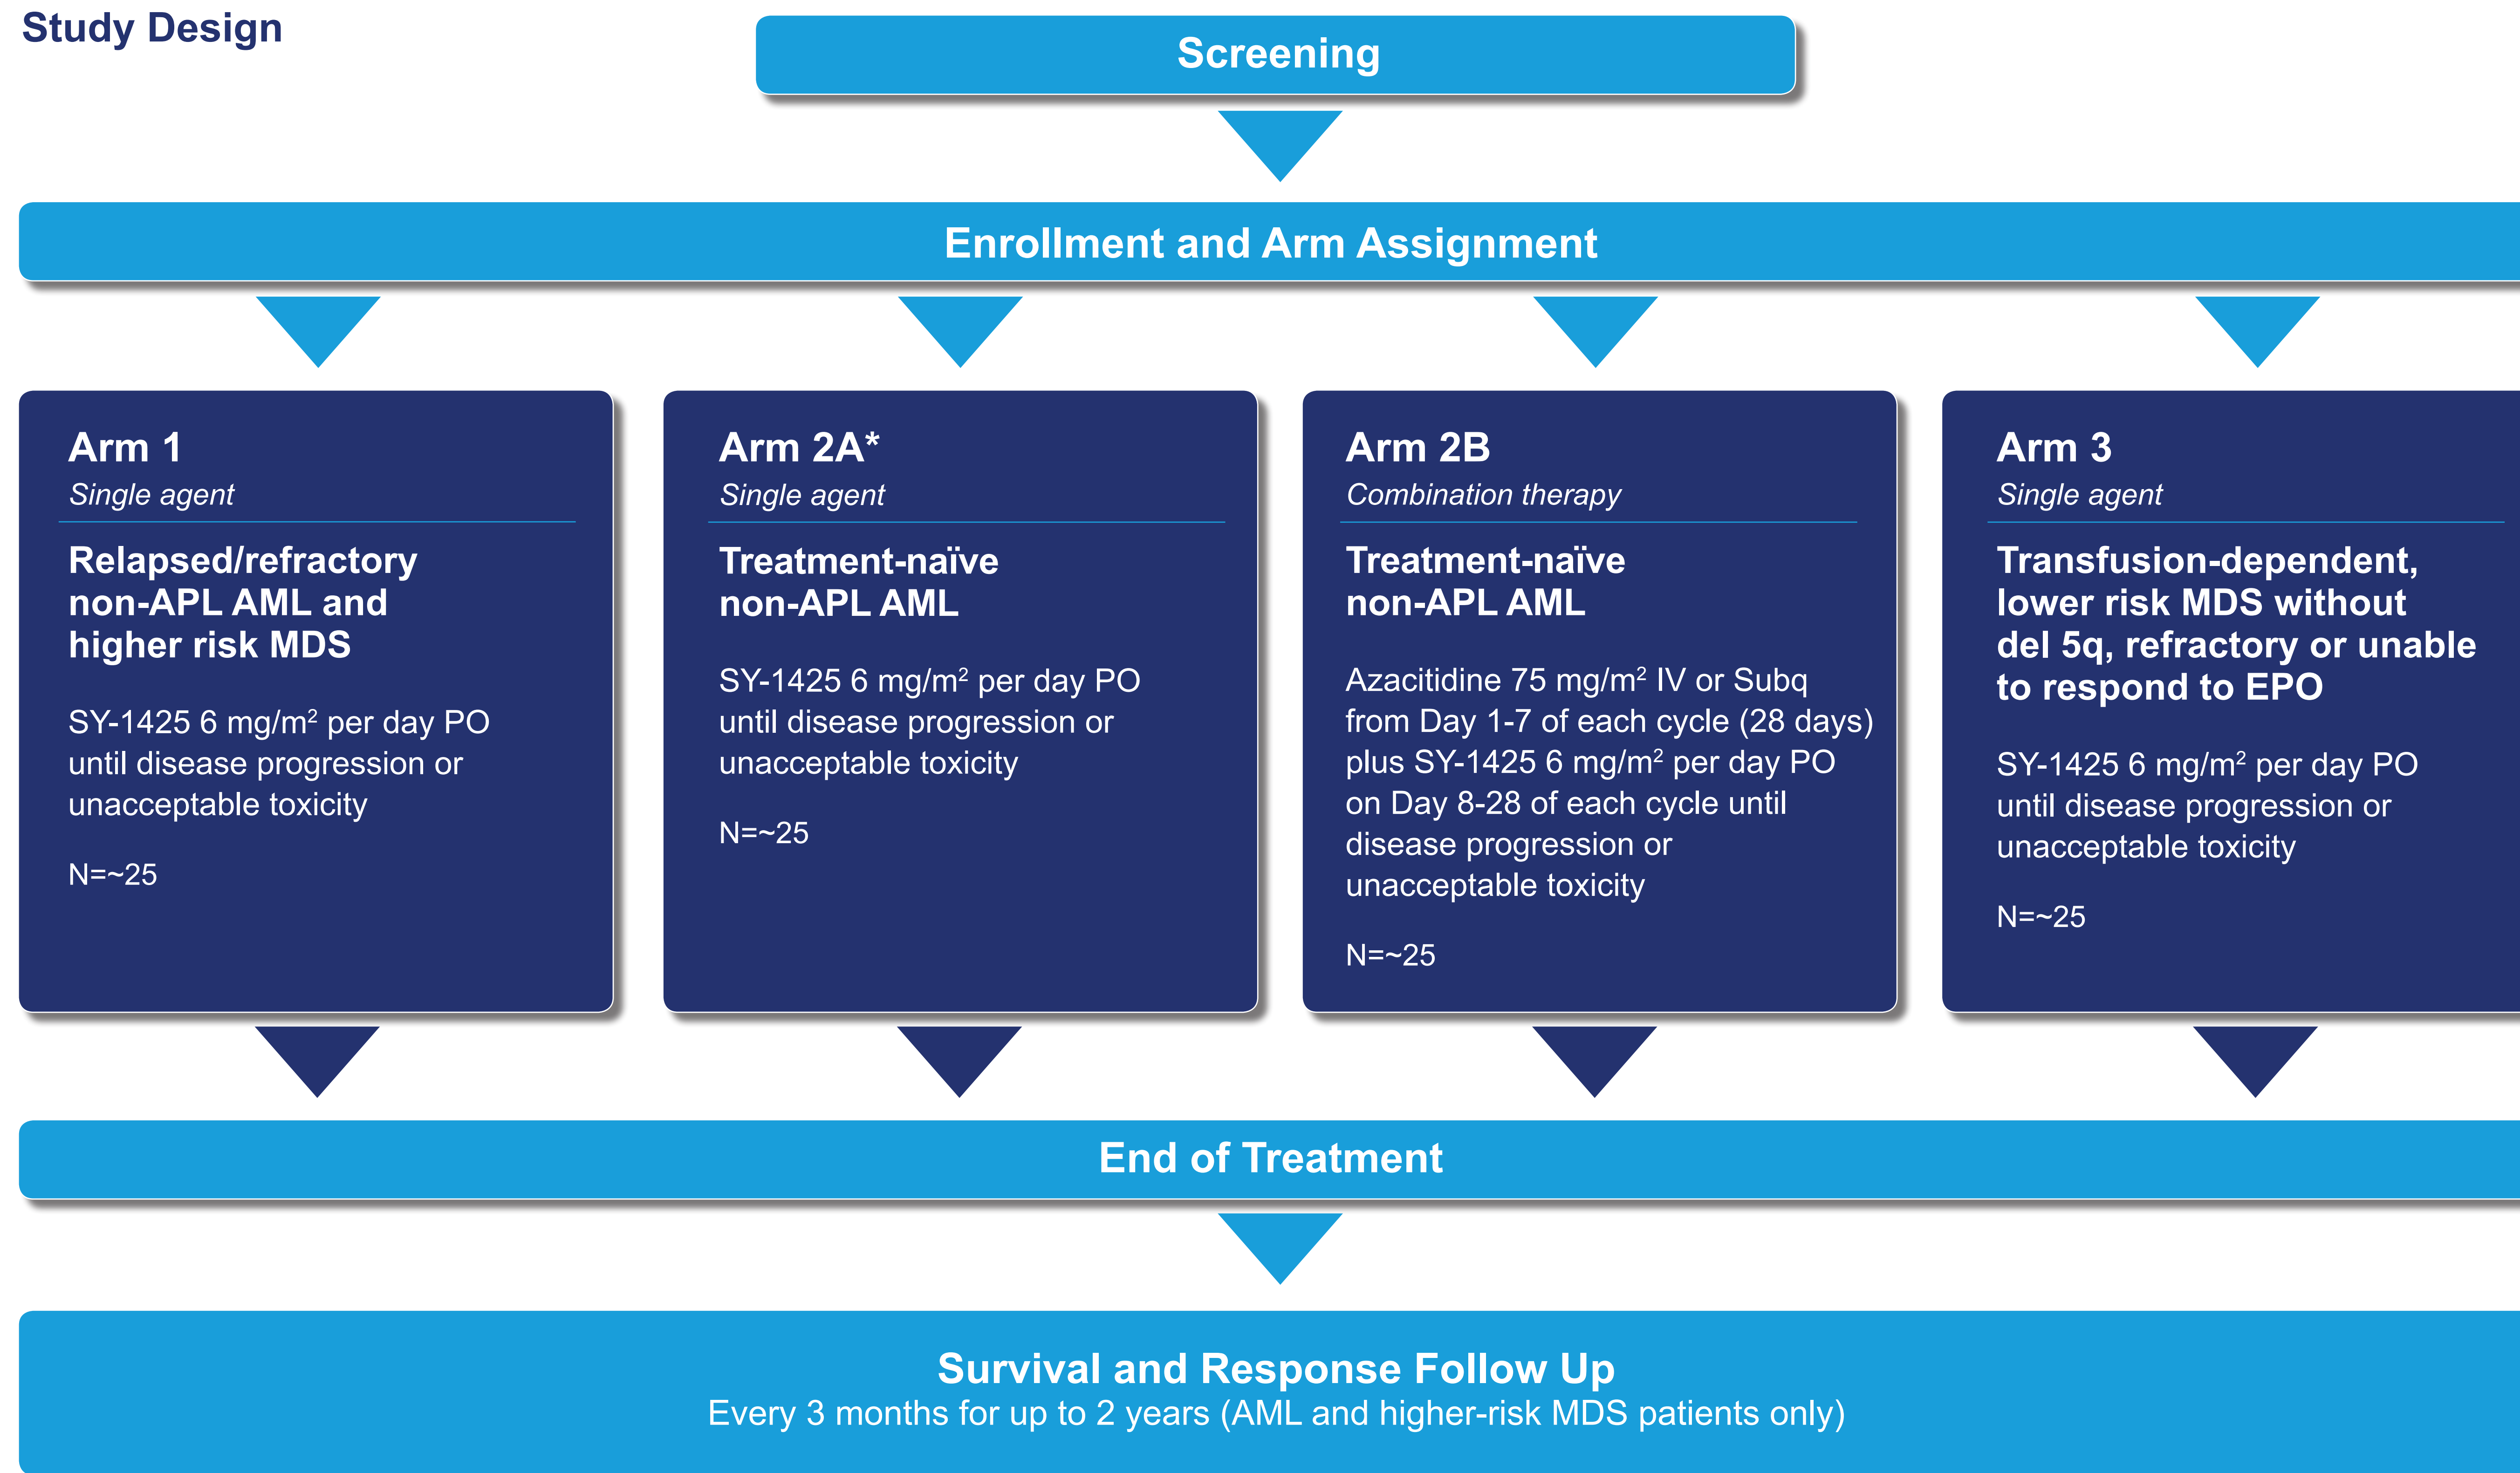 Study Design
Screening
Enrollment and Arm Assignment
Arm 1
Single agent
Relapsed/refractory
non-APL AML and
higher risk MDS
SY-1425 6 mg/m² per day PO
until disease progression or
unacceptable toxicity
N=~25
Arm 2A*
Single agent
Treatment-naïve
non-APL AML
SY-1425 6 mg/m² per day PO
until disease progression or
unacceptable toxicity
N=~25
Arm 2B
Combination therapy
Treatment-naïve
non-APL AML
Azacitidine 75 mg/m² IV or Subq
from Day 1-7 of each cycle (28 days)
plus SY-1425 6 mg/m² per day PO
on Day 8-28 of each cycle until
disease progression or
unacceptable toxicity
N=~25
Arm 3
Single agent
Transfusion-dependent,
lower risk MDS without
del 5q, refractory or unable
to respond to EPO
SY-1425 6 mg/m² per day PO
until disease progression or
unacceptable toxicity
N=~25
End of Treatment
Survival and Response Follow Up
Every 3 months for up to 2 years (AML and higher-risk MDS patients only)